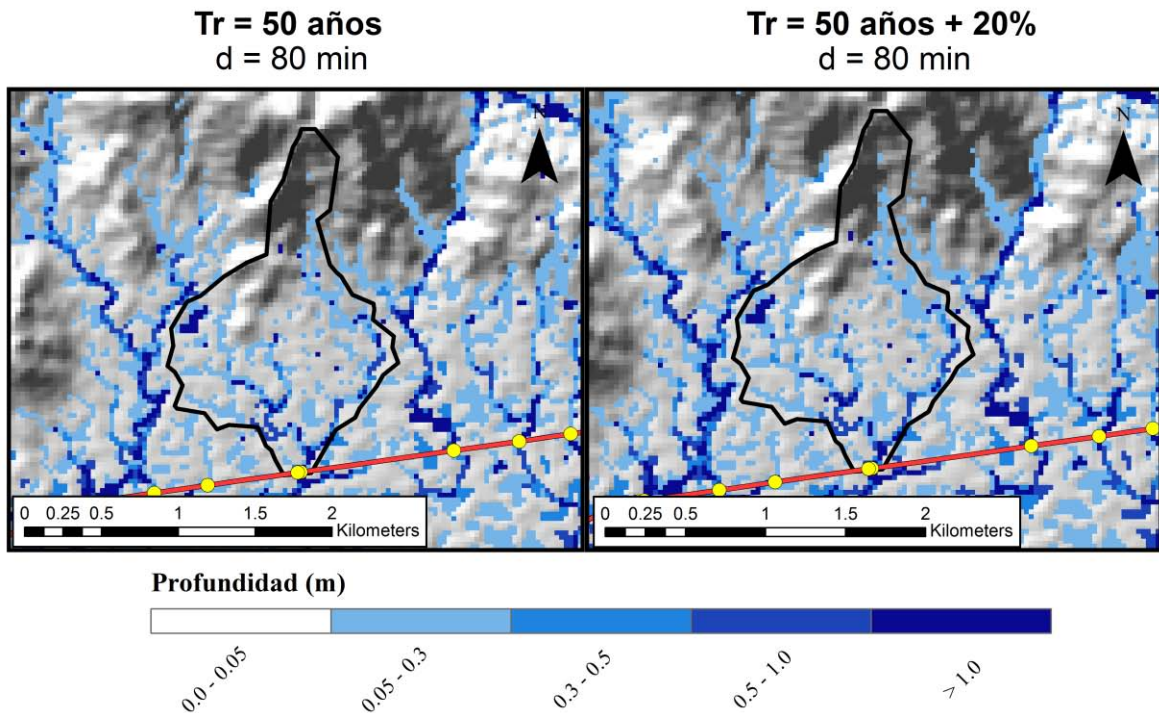 Tr = 50 años
d = 80 min
Tr = 50 años + 20%
d = 80 min
N
N
0 0.25 0.5 1 1.5 2
Kilometers
0 0.25 0.5 1 1.5 2
Kilometers
Profundidad (m)
0.0 - 0.05
0.05 - 0.3
0.3 - 0.5
0.5 - 1.0
> 1.0